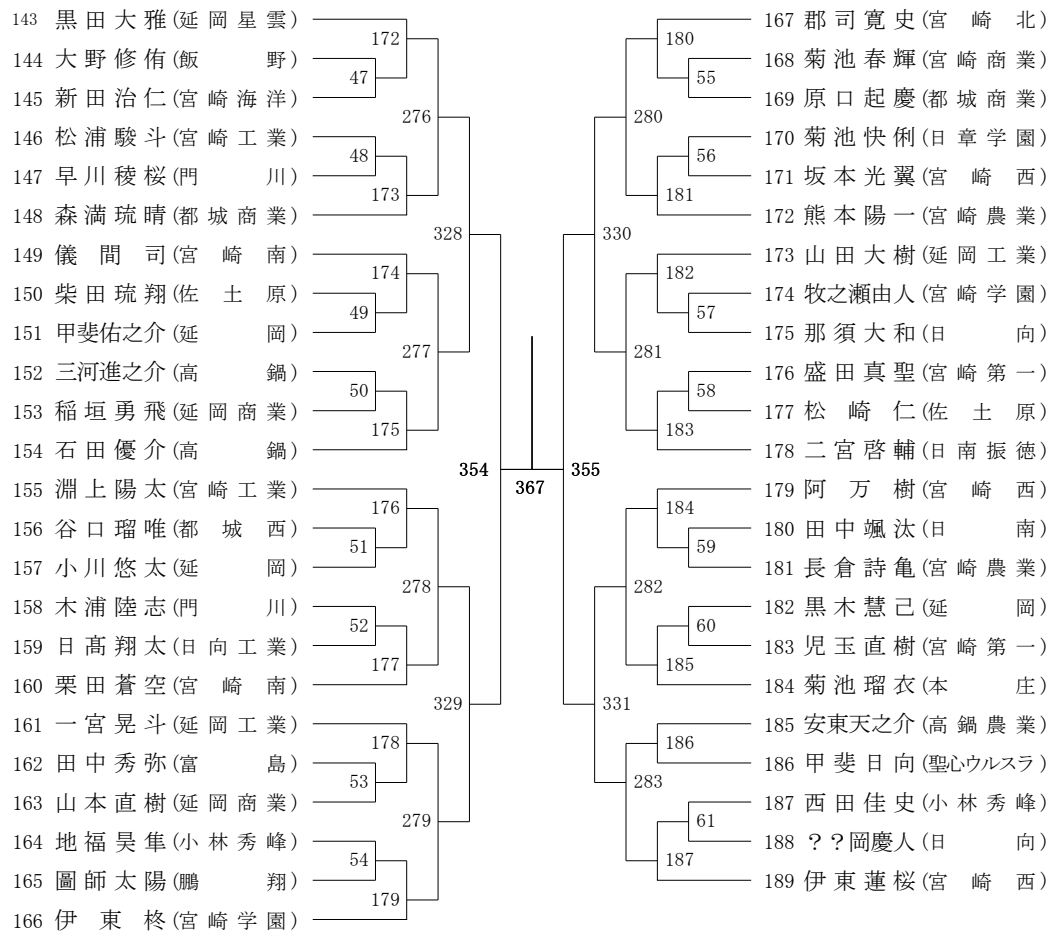 143 黒田大雅(延岡星雲)
144 大野修侑(飯野)
145 新田治仁(宮崎海洋)
146 松浦駿斗(宮崎工業)
147 早川稜桜(門川)
148 森満琉晴(都城商業)
149 儀間司(宮崎南)
150 柴田琉翔(佐土原)
151 甲斐佑之介(延岡)
152 三河進之介(高鍋)
153 稲垣勇飛(延岡商業)
154 石田優介(高鍋)
155 淵上陽太(宮崎工業)
156 谷口瑠唯(都城西)
157 小川悠太(延岡)
158 木浦陸志(門川)
159 日髙翔太(日向工業)
160 栗田蒼空(宮崎南)
161 一宮晃斗(延岡工業)
162 田中秀弥(富島)
163 山本直樹(延岡商業)
164 地福昊隼(小林秀峰)
165 圖師太陽(鵬翔)
166 伊東柊(宮崎学園)
172
47
276
48
173
328
174
49
277
50
175
354
176
51
278
52
177
329
178
53
279
54
179
367
355
180
55
280
56
181
330
182
57
281
58
183
184
59
282
60
185
331
186
283
61
187
167 郡司寛史(宮崎北)
168 菊池春輝(宮崎商業)
169 原口起慶(都城商業)
170 菊池快俐(日章学園)
171 坂本光翼(宮崎西)
172 熊本陽一(宮崎農業)
173 山田大樹(延岡工業)
174 牧之瀬由人(宮崎学園)
175 那須大和(日向)
176 盛田真聖(宮崎第一)
177 松崎仁(佐土原)
178 二宮啓輔(日南振徳)
179 阿万樹(宮崎西)
180 田中颯汰(日南)
181 長倉詩亀(宮崎農業)
182 黒木慧己(延岡)
183 児玉直樹(宮崎第一)
184 菊池瑠衣(本庄)
185 安東天之介(高鍋農業)
186 甲斐日向(聖心ウルスラ)
187 西田佳史(小林秀峰)
188 ??岡慶人(日向)
189 伊東蓮桜(宮崎西)